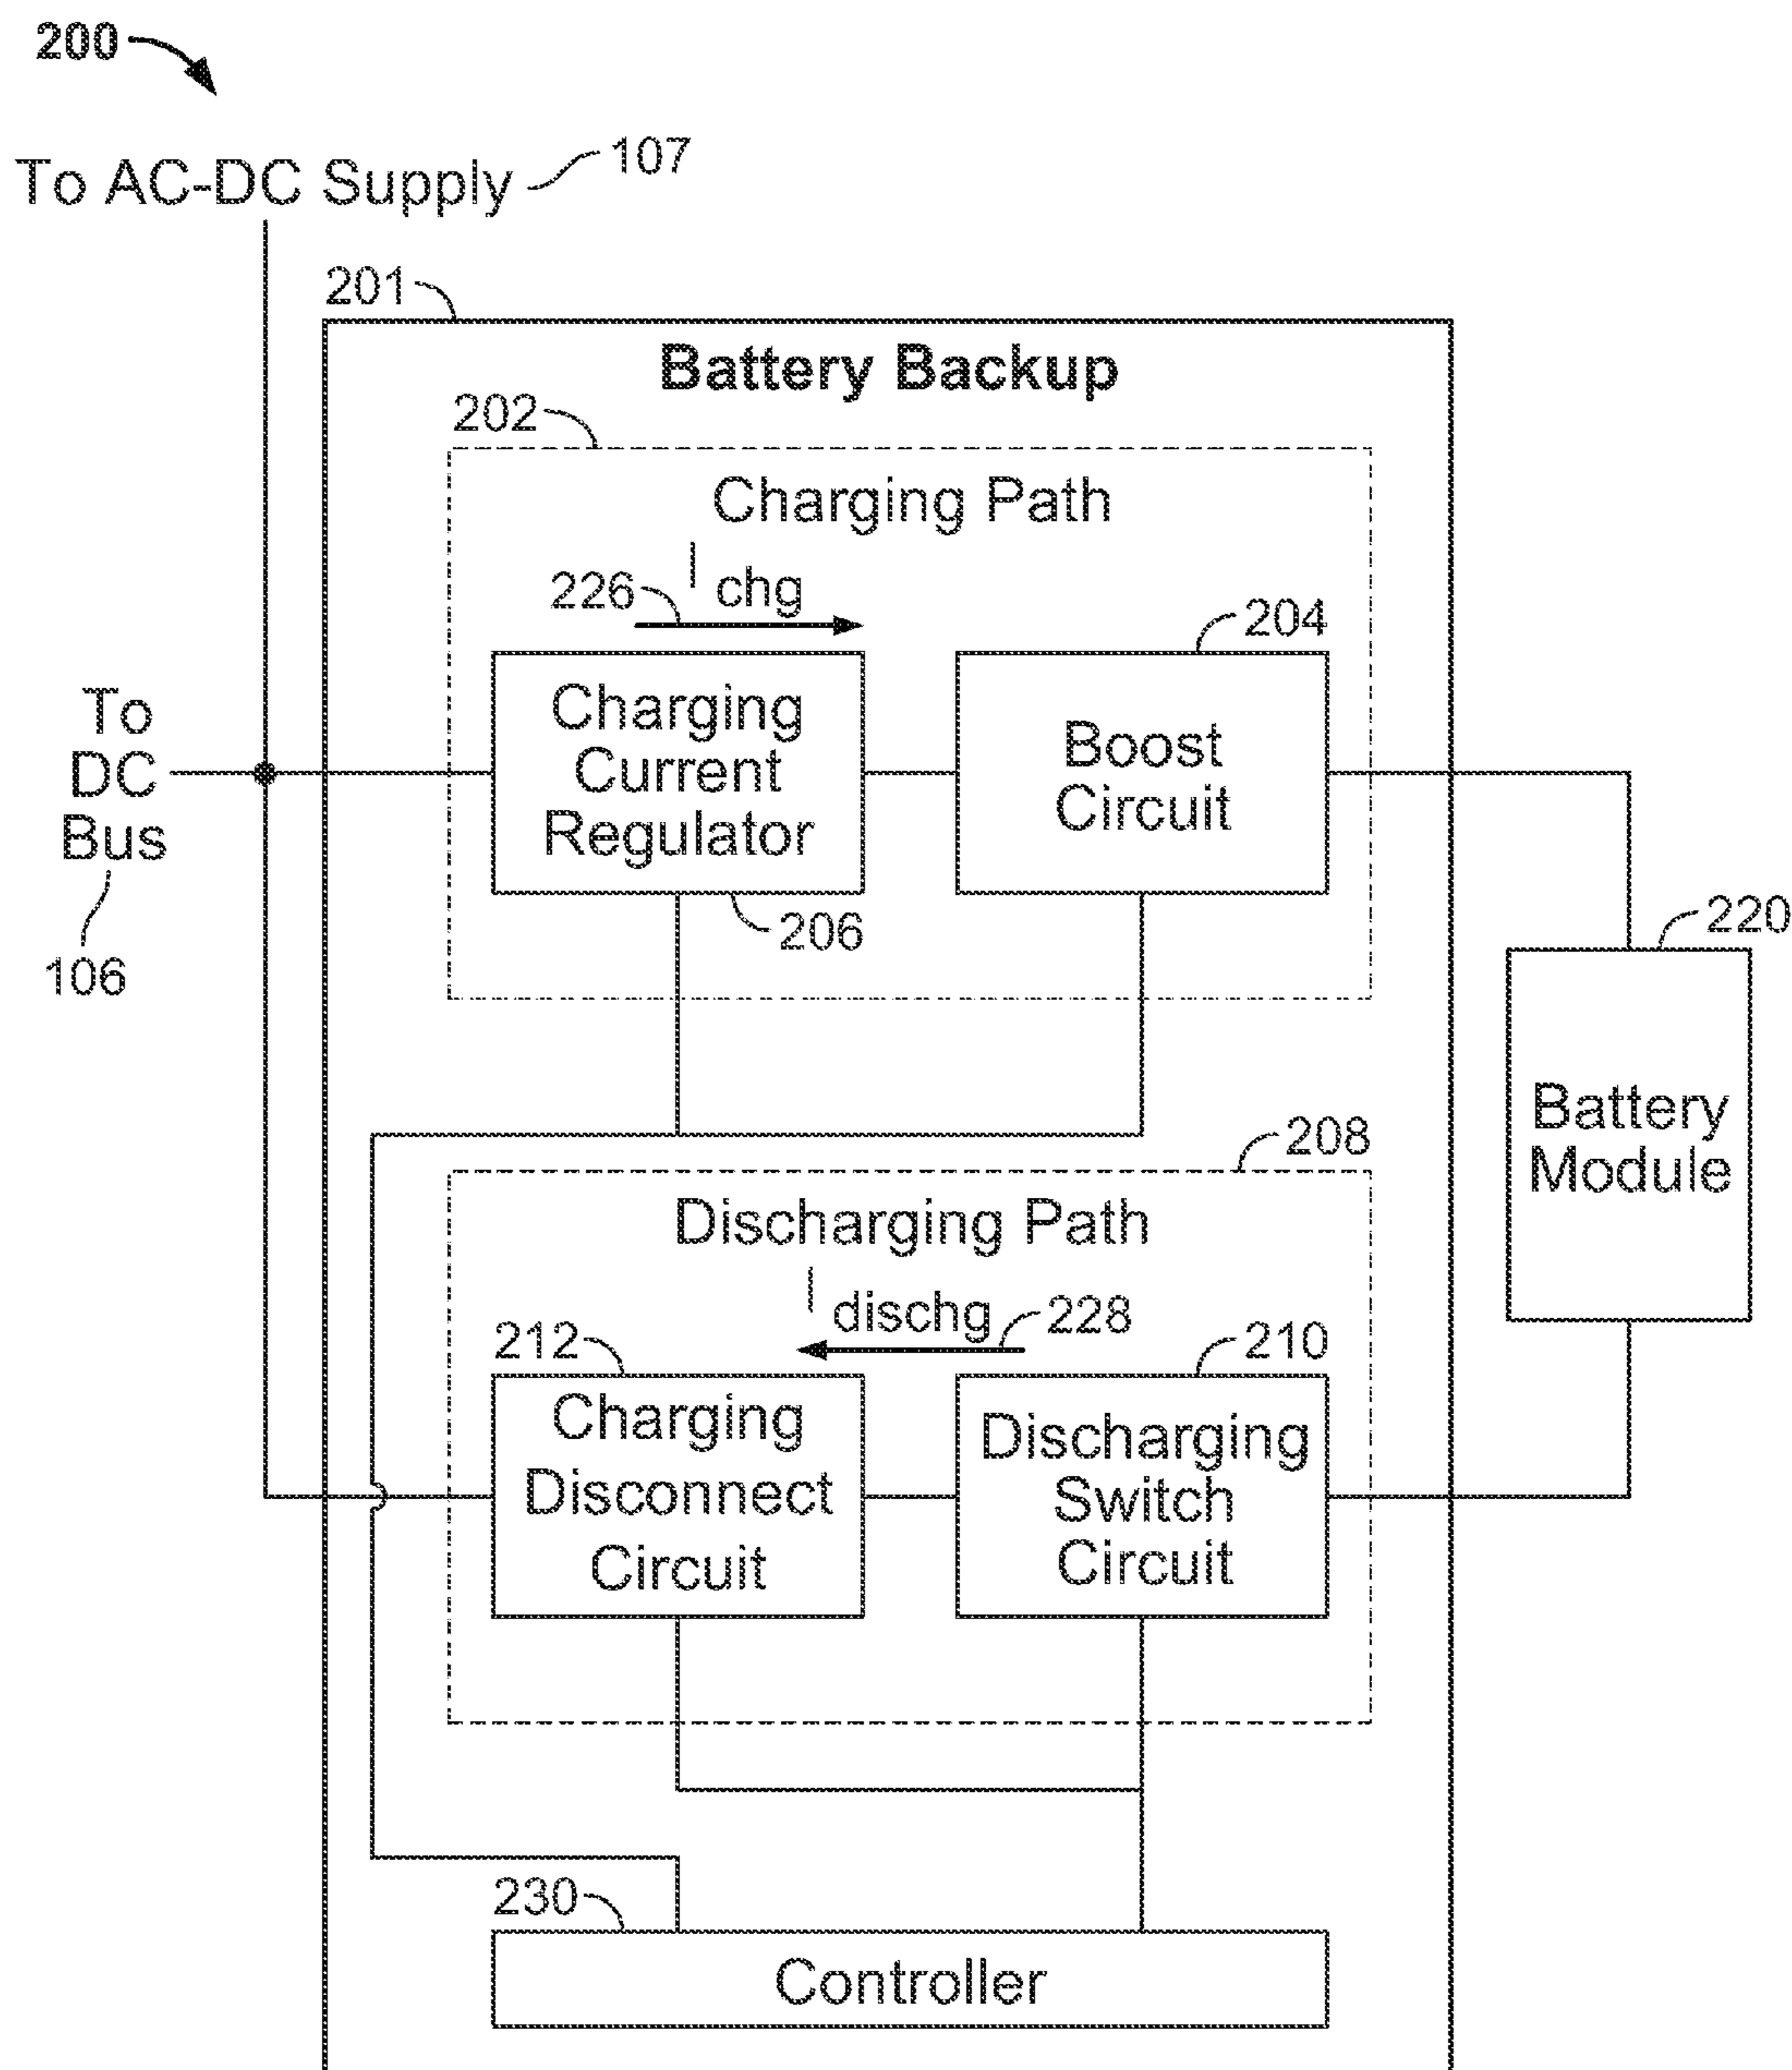 200
To AC-DC Supply 107
201
Battery Backup
202
Charging Path
I chg
226
204
Charging
Current
Regulator
206
Boost
Circuit
To
DC
Bus
106
220
Battery
Module
208
Discharging Path
I dischg
228
212
210
Charging
Disconnect
Circuit
Discharging
Switch
Circuit
230
Controller